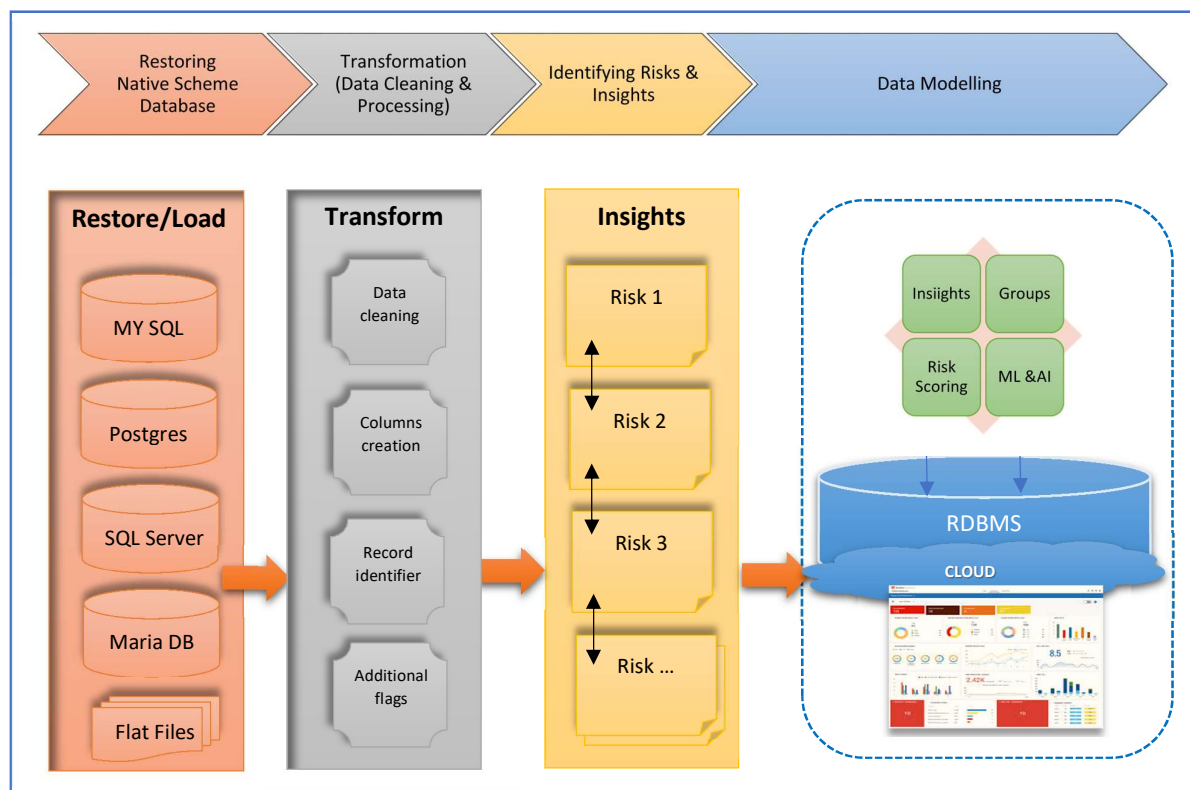 Restoring
Native Scheme
Database
Transformation
(Data Cleaning &
Processing)
Identifying Risks &
Insights
Data Modelling
Restore/Load
MY SQL
Postgres
SQL Server
Maria DB
Flat Files
Transform
Data
cleaning
Columns
creation
Record
identifier
Additional
flags
Insights
Risk 1
Risk 2
Risk 3
Risk ...
Insiights
Groups
Risk
Scoring
ML &AI
RDBMS
CLOUD
8.5
2.42K